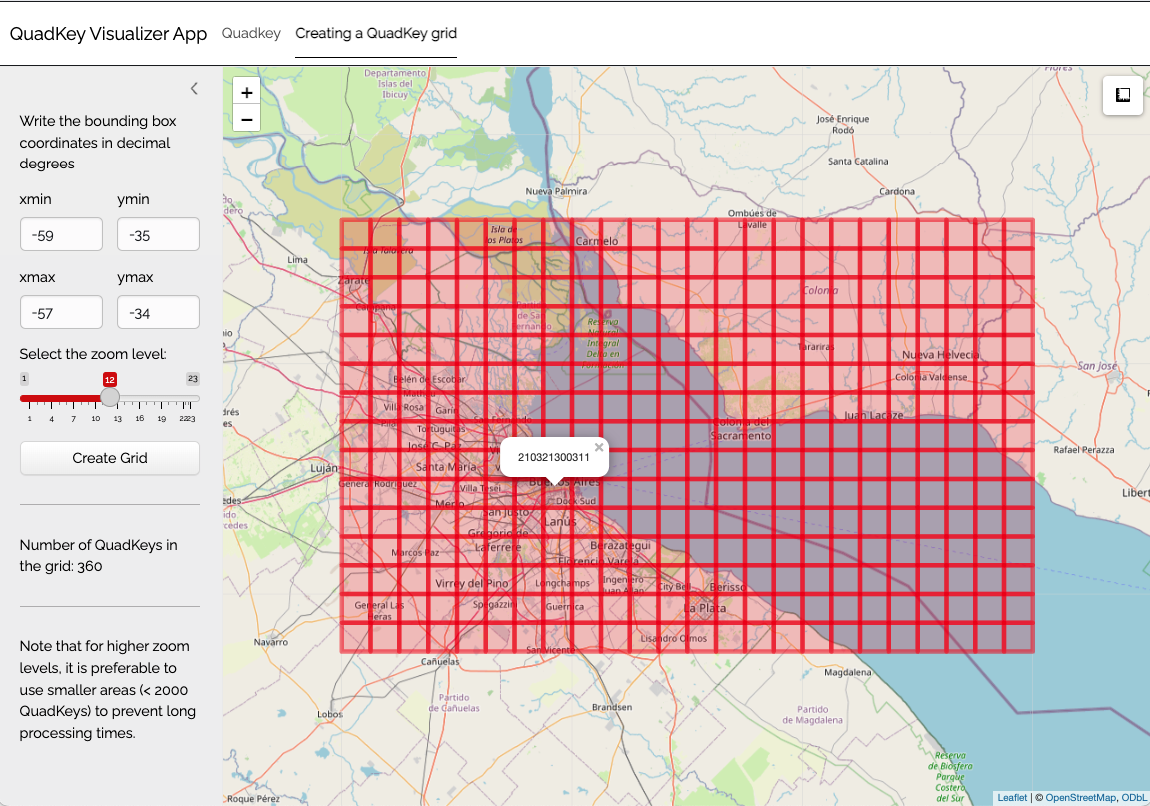 QuadKey Visualizer App Quadkey Creating a QuadKey grid
Write the bounding box
coordinates in decimal
degrees
xmin ymin
-59 -35
xmax ymax
-57 -34
Select the zoom level:
1 12 23
1 4 7 10 13 16 19 2223
Create Grid
Number of QuadKeys in
the grid: 360
Note that for higher zoom
levels, it is preferable to
use smaller areas (< 2000
QuadKeys) to prevent long
processing times.
+
−
Departamento
Islas del
Ibicuy
Flores
José Enrique
Rodó
Santa Catalina
Nueva Palmira
Cardona
Ombúes de
Lavalle
Isla de
los Platos
Carmelo
Isla Talavera
Lima
Zárate
Colonia
Campana
Partido
de San
Fernando
Reserva
Natural
Integral
Delta en
Formación
Tarariras
Nueva Helvecia
Colonia Valdense
San José
Belén de Escobar
Villa Rosa
Garín
Juan Lacaze
Colonia del
Sacramento
Tortuguitas
José C. Paz
Rafael Perazza
210321300311
×
Luján
Santa María
General Rodríguez
Villa Tesei
Buenos Aires
Merlo
Dock Sud
San Justo
Lanús
Gregorio de
Laferrere
Berazategui
Marcos Paz
Florencio Varela
Virrey del Pino
Longchamps
Ingeniero
Juan Allan
City Bell
Berisso
General Las
Heras
Spegazzini
Guernica
La Plata
Lisandro Olmos
Navarro
San Vicente
Cañuelas
Magdalena
Partido
de Cañuelas
Lobos
Brandsen
Partido
de Magdalena
Reserva
de Biosfera
Parque
Costero
del Sur
Roque Pérez
Leaflet | © OpenStreetMap, ODbL